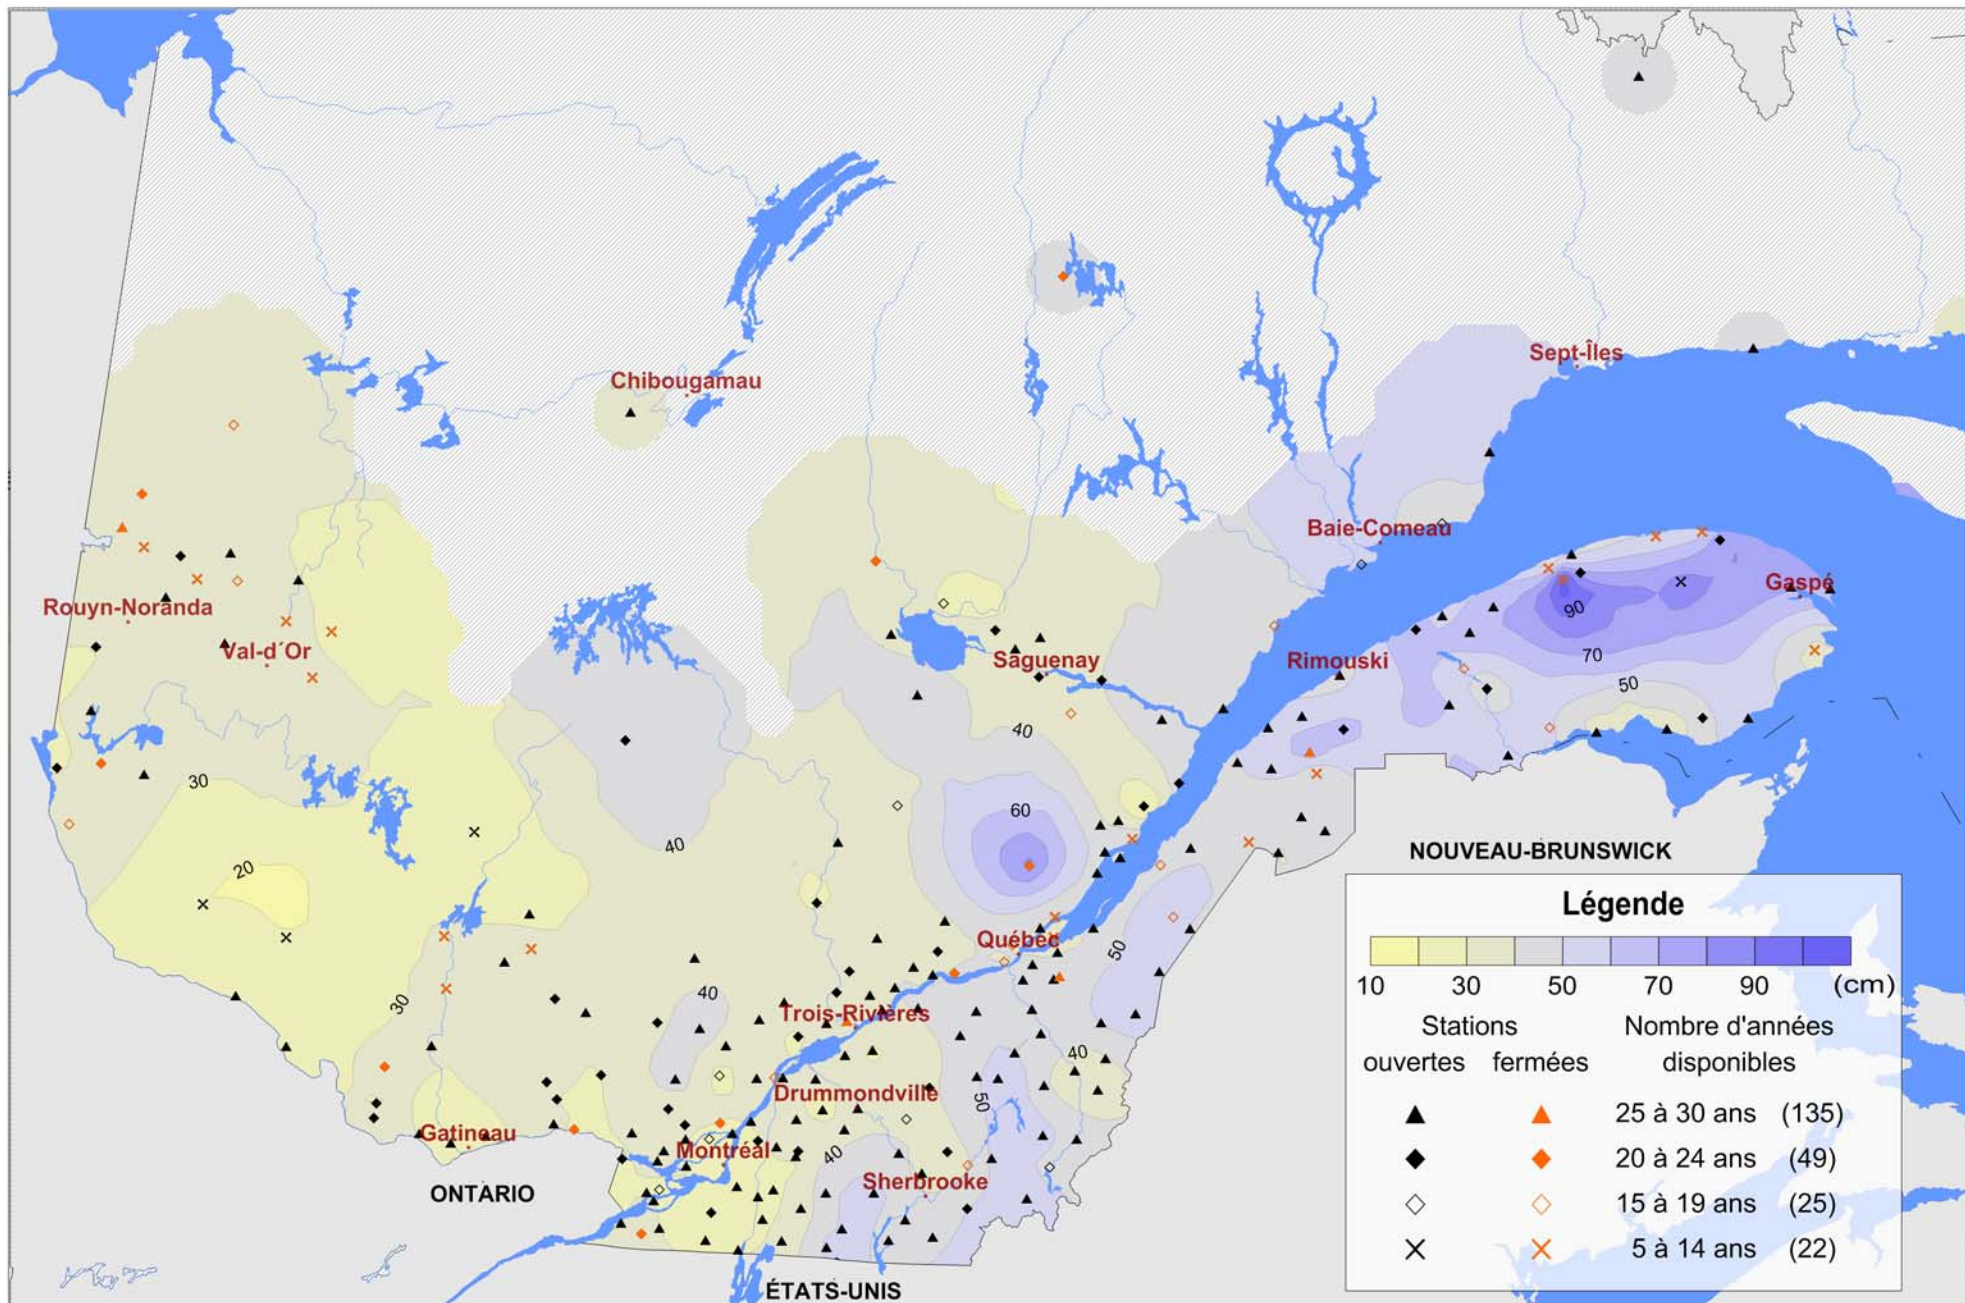 Sept-Îles
Chibougamau
Baie-Comeau
Gaspé
90
Rouyn-Noranda
Val-d´Or
Saguenay
Rimouski
70
50
40
30
60
40
20
NOUVEAU-BRUNSWICK
Légende
10 30 50 70 90 (cm)
Stations Nombre d'années
ouvertes fermées disponibles
25 à 30 ans (135)
20 à 24 ans (49)
15 à 19 ans (25)
5 à 14 ans (22)
Québec
50
30
40
Trois-Rivières
40
Drummondville
50
Gatineau
Montréal
40
Sherbrooke
ONTARIO
ÉTATS-UNIS